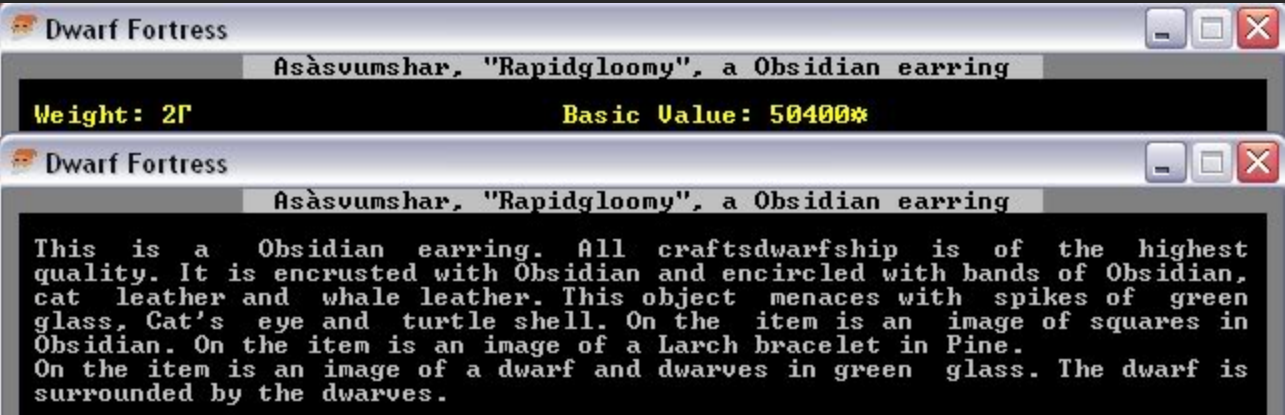 Dwarf Fortress
Asàsvumshar, "Rapidgloomy", a Obsidian earring
Weight: 2Γ Basic Value: 50400☼
Dwarf Fortress
Asàsvumshar, "Rapidgloomy", a Obsidian earring
This is a Obsidian earring. All craftsdwarfship is of the highest
quality. It is encrusted with Obsidian and encircled with bands of Obsidian,
cat leather and whale leather. This object menaces with spikes of green
glass, Cat's eye and turtle shell. On the item is an image of squares in
Obsidian. On the item is an image of a Larch bracelet in Pine.
On the item is an image of a dwarf and dwarves in green glass. The dwarf is
surrounded by the dwarves.